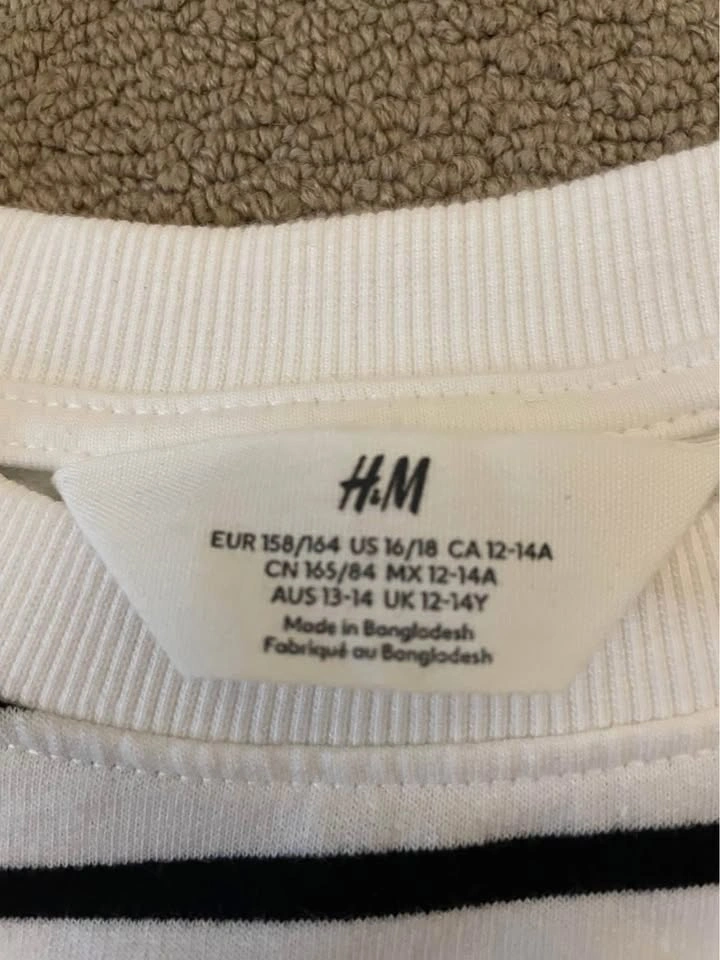 H&M
EUR 158/164 US 16/18 CA 12-14A
CN 165/84 MX 12-14A
AUS 13-14 UK 12-14Y
Made in Bangladesh
Fabriqué au Bangladesh